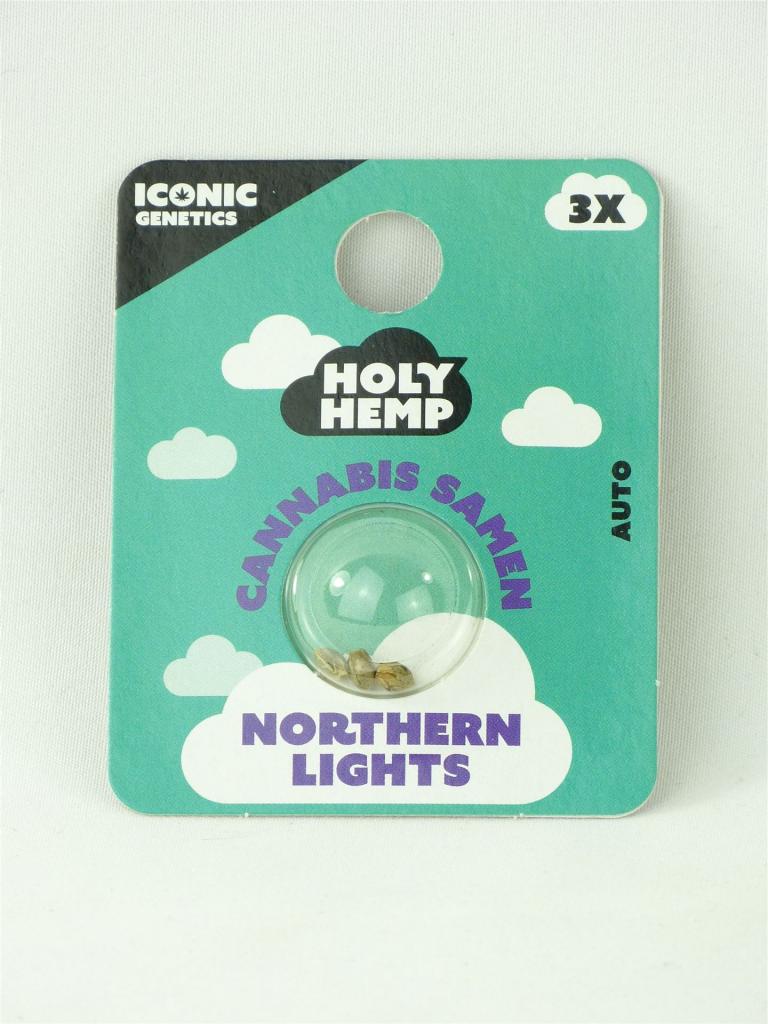 ICONIC
GENETICS
3X
HOLY
HEMP
CANNABIS SAMEN
AUTO
NORTHERN
LIGHTS